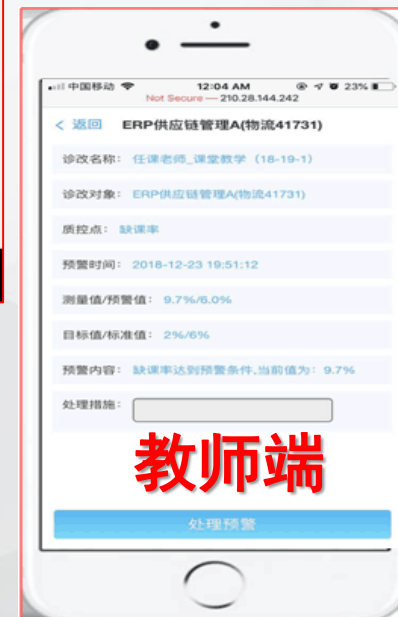 中国移动 12:04 AM 23%
Not Secure — 210.28.144.242
< 返回 ERP供应链管理A(物流41731)
诊改名称： 任课老师_课堂教学（18-19-1）
诊改对象： ERP供应链管理A(物流41731)
质控点： 缺课率
预警时间： 2018-12-23 19:51:12
测量值/预警值： 9.7%/6.0%
目标值/标准值： 2%/6%
预警内容： 缺课率达到预警条件,当前值为：9.7%
处理措施：
教师端
处理预警